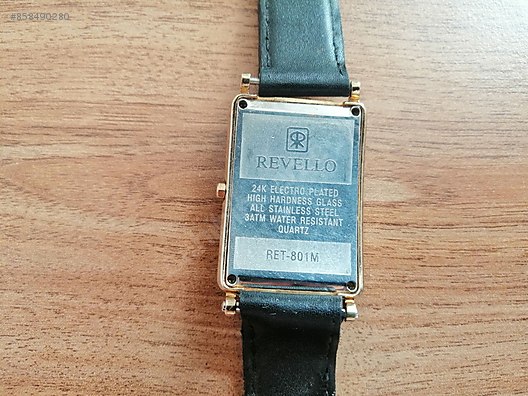 #858490280
REVELLO
24K ELECTRO PLATED
HIGH HARDNESS GLASS
ALL STAINLESS STEEL
3ATM WATER RESISTANT
QUARTZ
RET-801M